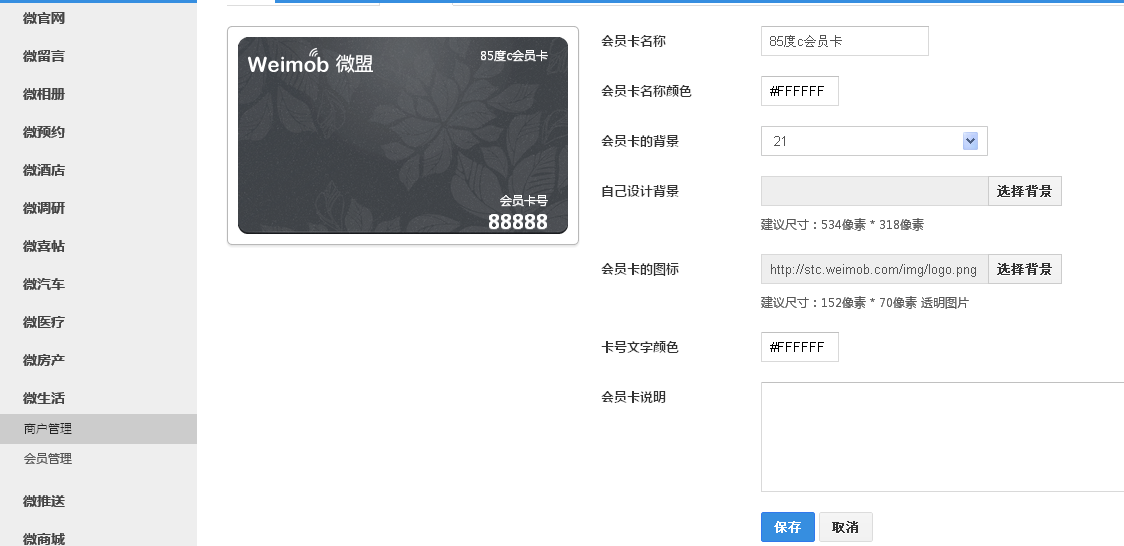 微官网
微留言
微相册
微预约
微酒店
微调研
微喜帖
微汽车
微医疗
微房产
微生活
商户管理
会员管理
微推送
微商城
Weimob 微盟
85度c会员卡
会员卡号
88888
会员卡名称
85度c会员卡
会员卡名称颜色
#FFFFFF
会员卡的背景
21
自己设计背景
选择背景
建议尺寸：534像素 * 318像素
会员卡的图标
http://stc.weimob.com/img/logo.png
选择背景
建议尺寸：152像素 * 70像素 透明图片
卡号文字颜色
#FFFFFF
会员卡说明
保存
取消